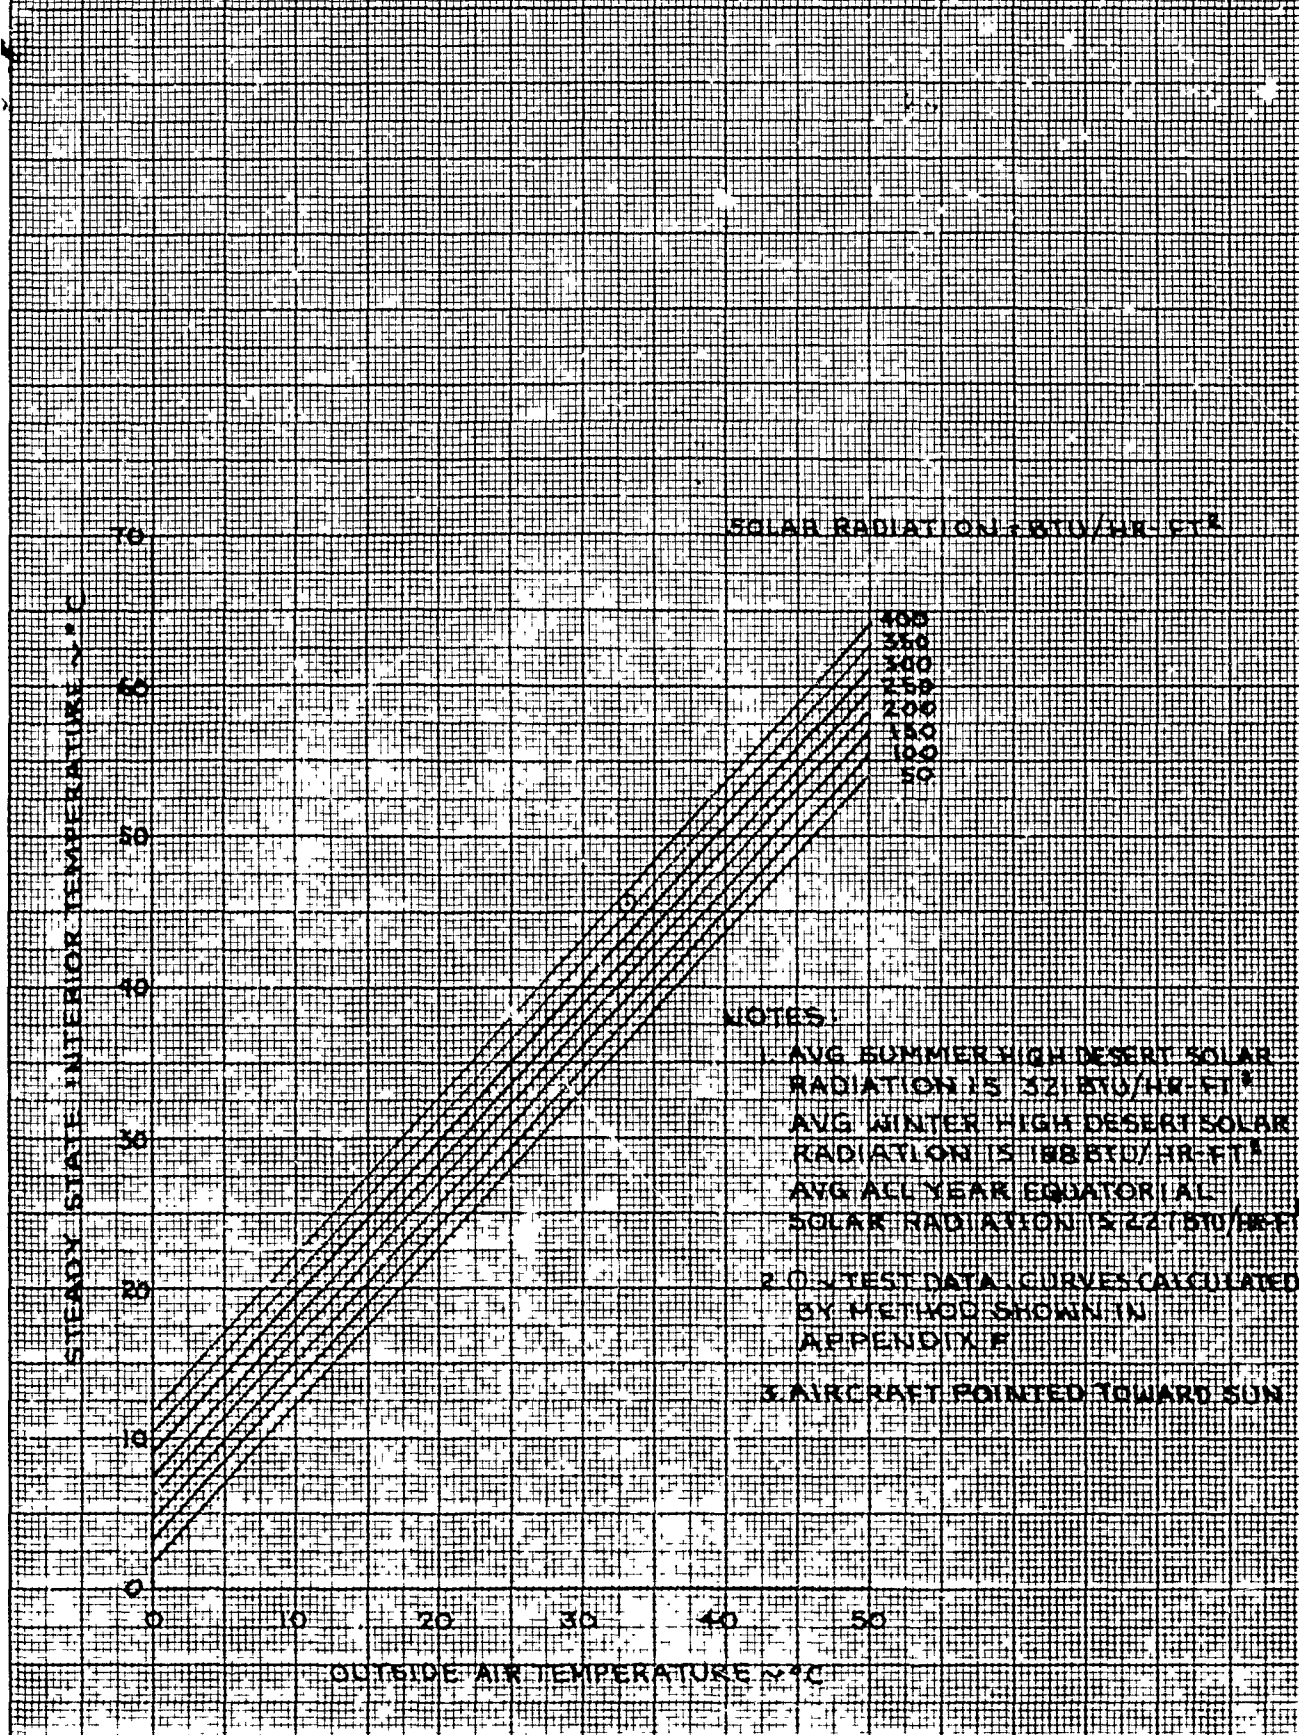 SOLAR RADIATION ~ BTU/HR-FT²
70
60
50
40
30
20
10
0
STEADY STATE INTERIOR TEMPERATURE ~ °C
400
350
300
250
200
150
100
50
NOTES:
1. AVG SUMMER HIGH DESERT SOLAR
RADIATION IS 321 BTU/HR-FT²
AVG WINTER HIGH DESERT SOLAR
RADIATION IS 188 BTU/HR-FT²
AVG ALL YEAR EQUATORIAL
SOLAR RADIATION IS 227 BTU/HR-F
2. O ~ TEST DATA. CURVES CALCULATED
BY METHOD SHOWN IN
APPENDIX F
3. AIRCRAFT POINTED TOWARD SUN
0 10 20 30 40 50
OUTSIDE AIR TEMPERATURE ~ °C